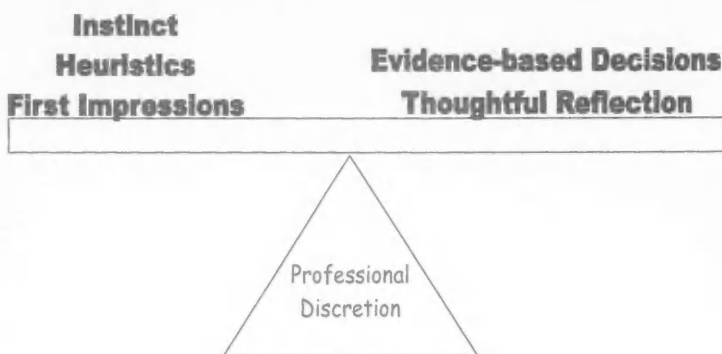 Instinct
Heuristics
First Impressions
Evidence-based Decisions
Thoughtful Reflection
Professional
Discretion